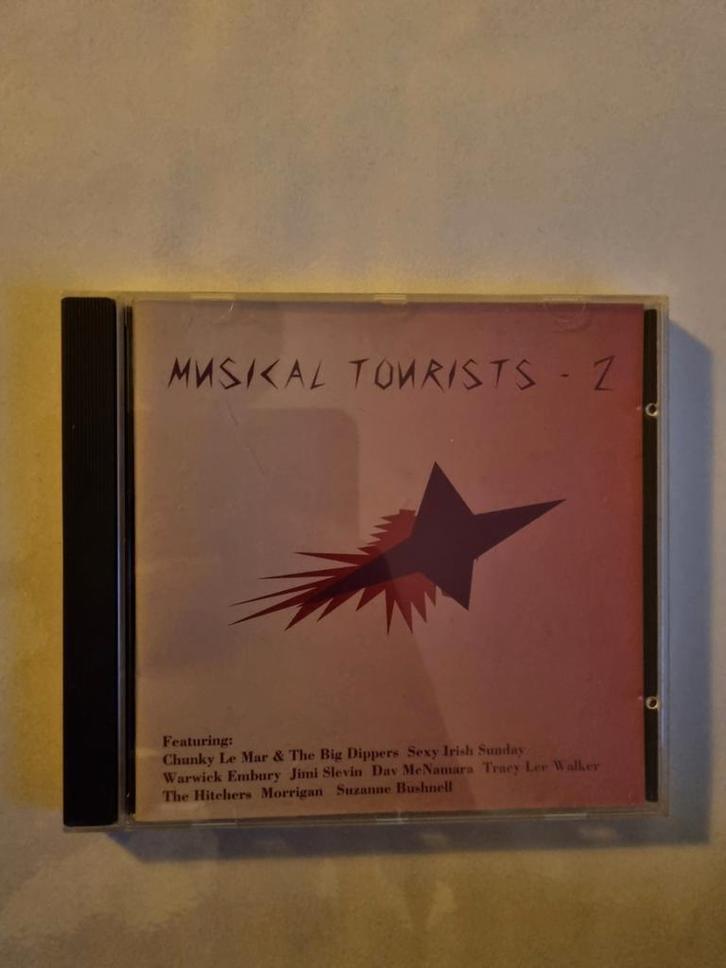 MUSICAL TOURISTS - 2
Featuring:
Chunky Le Mar & The Big Dippers Sexy Irish Sunday
Warwick Embury Jimi Slevin Dav McNamara Tracy Lee Walker
The Hitchers Morrigan Suzanne Bushnell